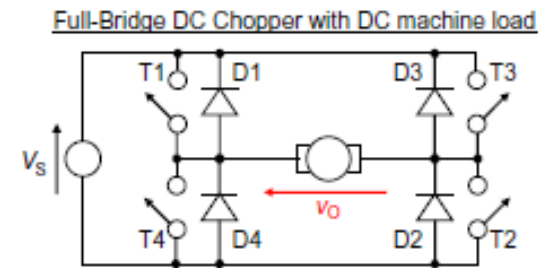 Full-Bridge DC Chopper with DC machine load
T1 D1 D3 T3
VS
vO
T4 D4 D2 T2